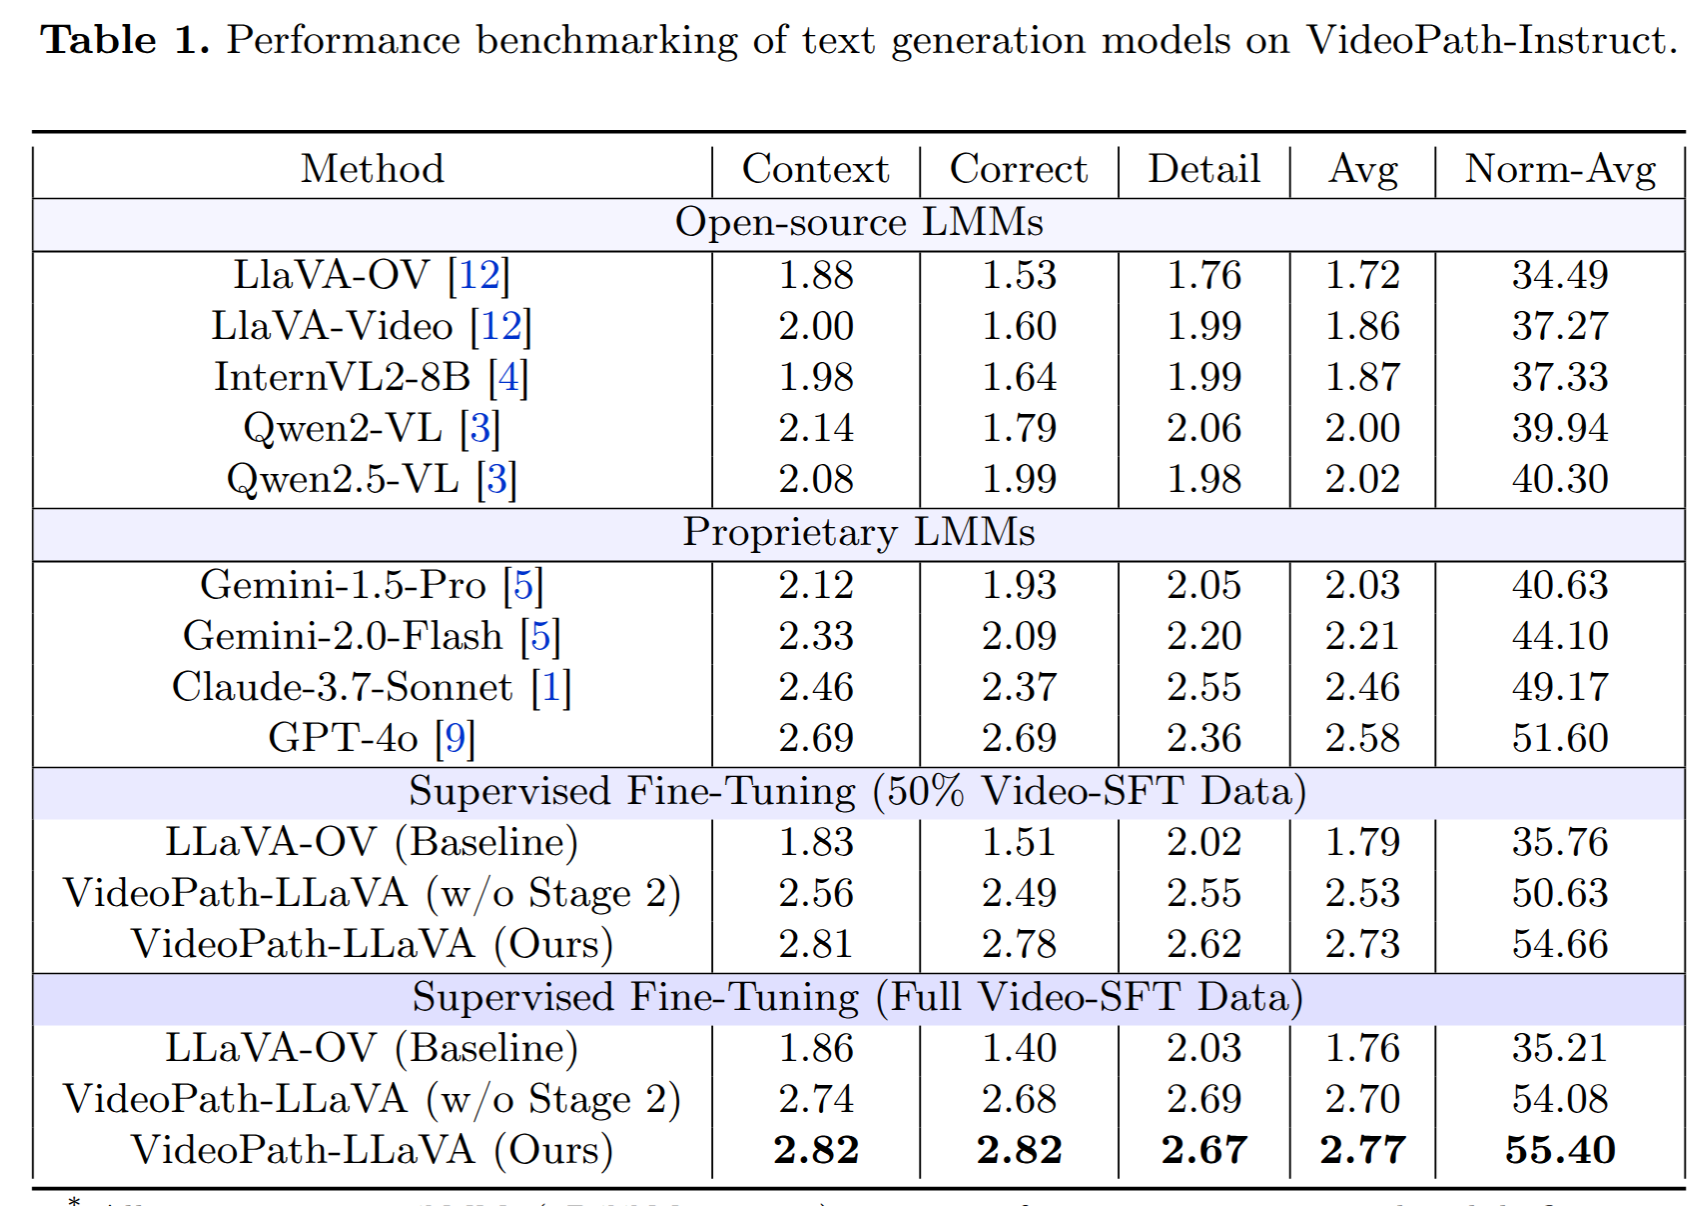 Table 1. Performance benchmarking of text generation models on VideoPath-Instruct.
Method Context Correct Detail Avg Norm-Avg
Open-source LMMs
LlaVA-OV [12] 1.88 1.53 1.76 1.72 34.49
LlaVA-Video [12] 2.00 1.60 1.99 1.86 37.27
InternVL2-8B [4] 1.98 1.64 1.99 1.87 37.33
Qwen2-VL [3] 2.14 1.79 2.06 2.00 39.94
Qwen2.5-VL [3] 2.08 1.99 1.98 2.02 40.30
Proprietary LMMs
Gemini-1.5-Pro [5] 2.12 1.93 2.05 2.03 40.63
Gemini-2.0-Flash [5] 2.33 2.09 2.20 2.21 44.10
Claude-3.7-Sonnet [1] 2.46 2.37 2.55 2.46 49.17
GPT-4o [9] 2.69 2.69 2.36 2.58 51.60
Supervised Fine-Tuning (50% Video-SFT Data)
LLaVA-OV (Baseline) 1.83 1.51 2.02 1.79 35.76
VideoPath-LLaVA (w/o Stage 2) 2.56 2.49 2.55 2.53 50.63
VideoPath-LLaVA (Ours) 2.81 2.78 2.62 2.73 54.66
Supervised Fine-Tuning (Full Video-SFT Data)
LLaVA-OV (Baseline) 1.86 1.40 2.03 1.76 35.21
VideoPath-LLaVA (w/o Stage 2) 2.74 2.68 2.69 2.70 54.08
VideoPath-LLaVA (Ours) 2.82 2.82 2.67 2.77 55.40
*